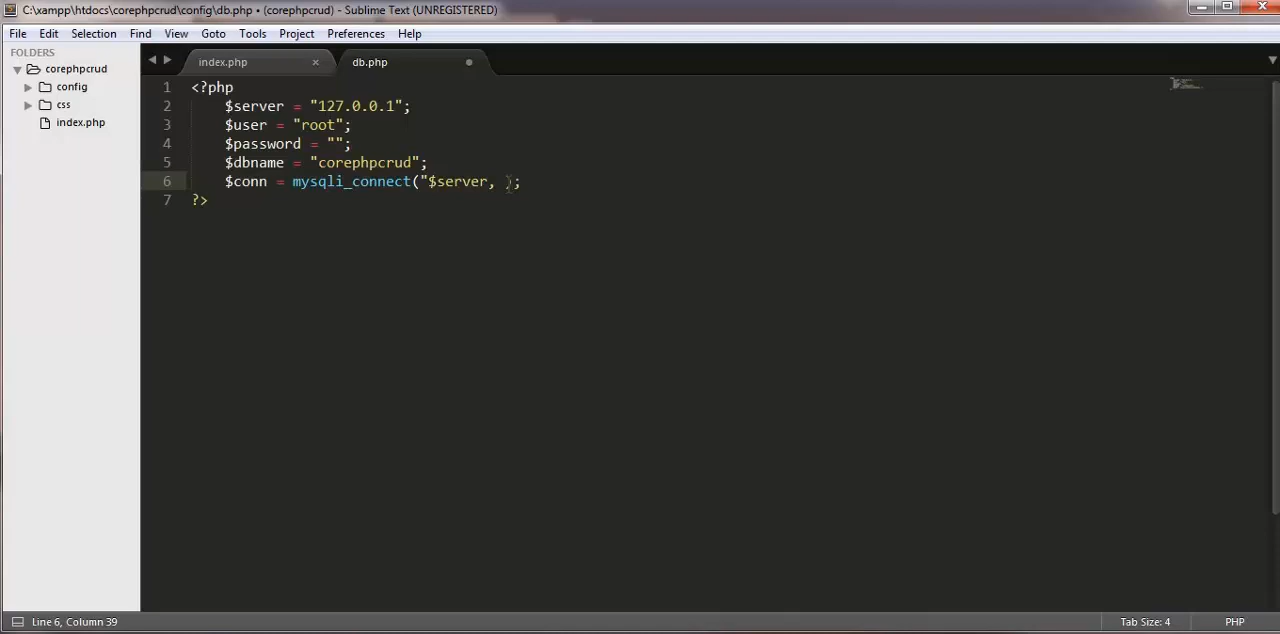 C:\xampp\htdocs\corephpcrud\config\db.php • (corephpcrud) - Sublime Text (UNREGISTERED)
File Edit Selection Find View Goto Tools Project Preferences Help
FOLDERS
corephpcrud
config
css
index.php
index.php × db.php
1 <?php
2 $server = "127.0.0.1";
3 $user = "root";
4 $password = "";
5 $dbname = "corephpcrud";
6 $conn = mysqli_connect("$server, );
7 ?>
Line 6, Column 39 Tab Size: 4 PHP